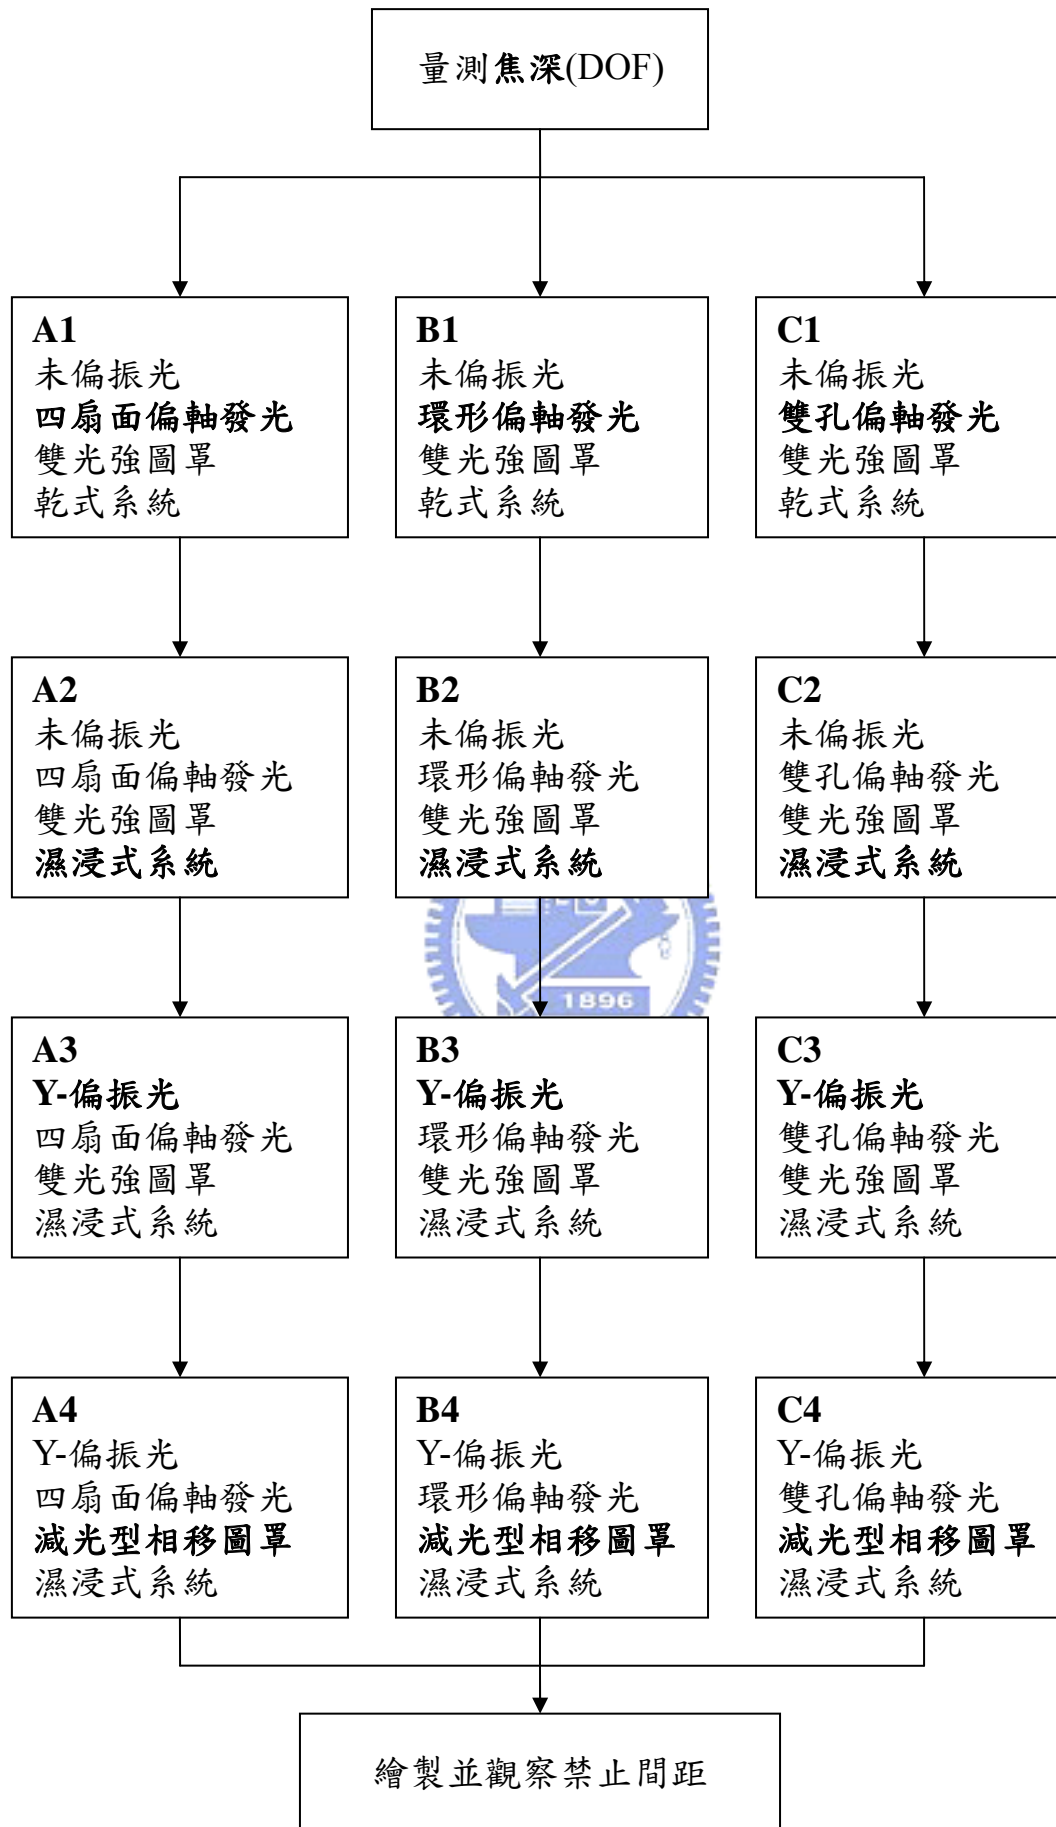 量測焦深(DOF)
A1
未偏振光
四扇面偏軸發光
雙光強圖罩
乾式系統
B1
未偏振光
環形偏軸發光
雙光強圖罩
乾式系統
C1
未偏振光
雙孔偏軸發光
雙光強圖罩
乾式系統
A2
未偏振光
四扇面偏軸發光
雙光強圖罩
濕浸式系統
B2
未偏振光
環形偏軸發光
雙光強圖罩
濕浸式系統
C2
未偏振光
雙孔偏軸發光
雙光強圖罩
濕浸式系統
1896
A3
Y-偏振光
四扇面偏軸發光
雙光強圖罩
濕浸式系統
B3
Y-偏振光
環形偏軸發光
雙光強圖罩
濕浸式系統
C3
Y-偏振光
雙孔偏軸發光
雙光強圖罩
濕浸式系統
A4
Y-偏振光
四扇面偏軸發光
減光型相移圖罩
濕浸式系統
B4
Y-偏振光
環形偏軸發光
減光型相移圖罩
濕浸式系統
C4
Y-偏振光
雙孔偏軸發光
減光型相移圖罩
濕浸式系統
繪製並觀察禁止間距